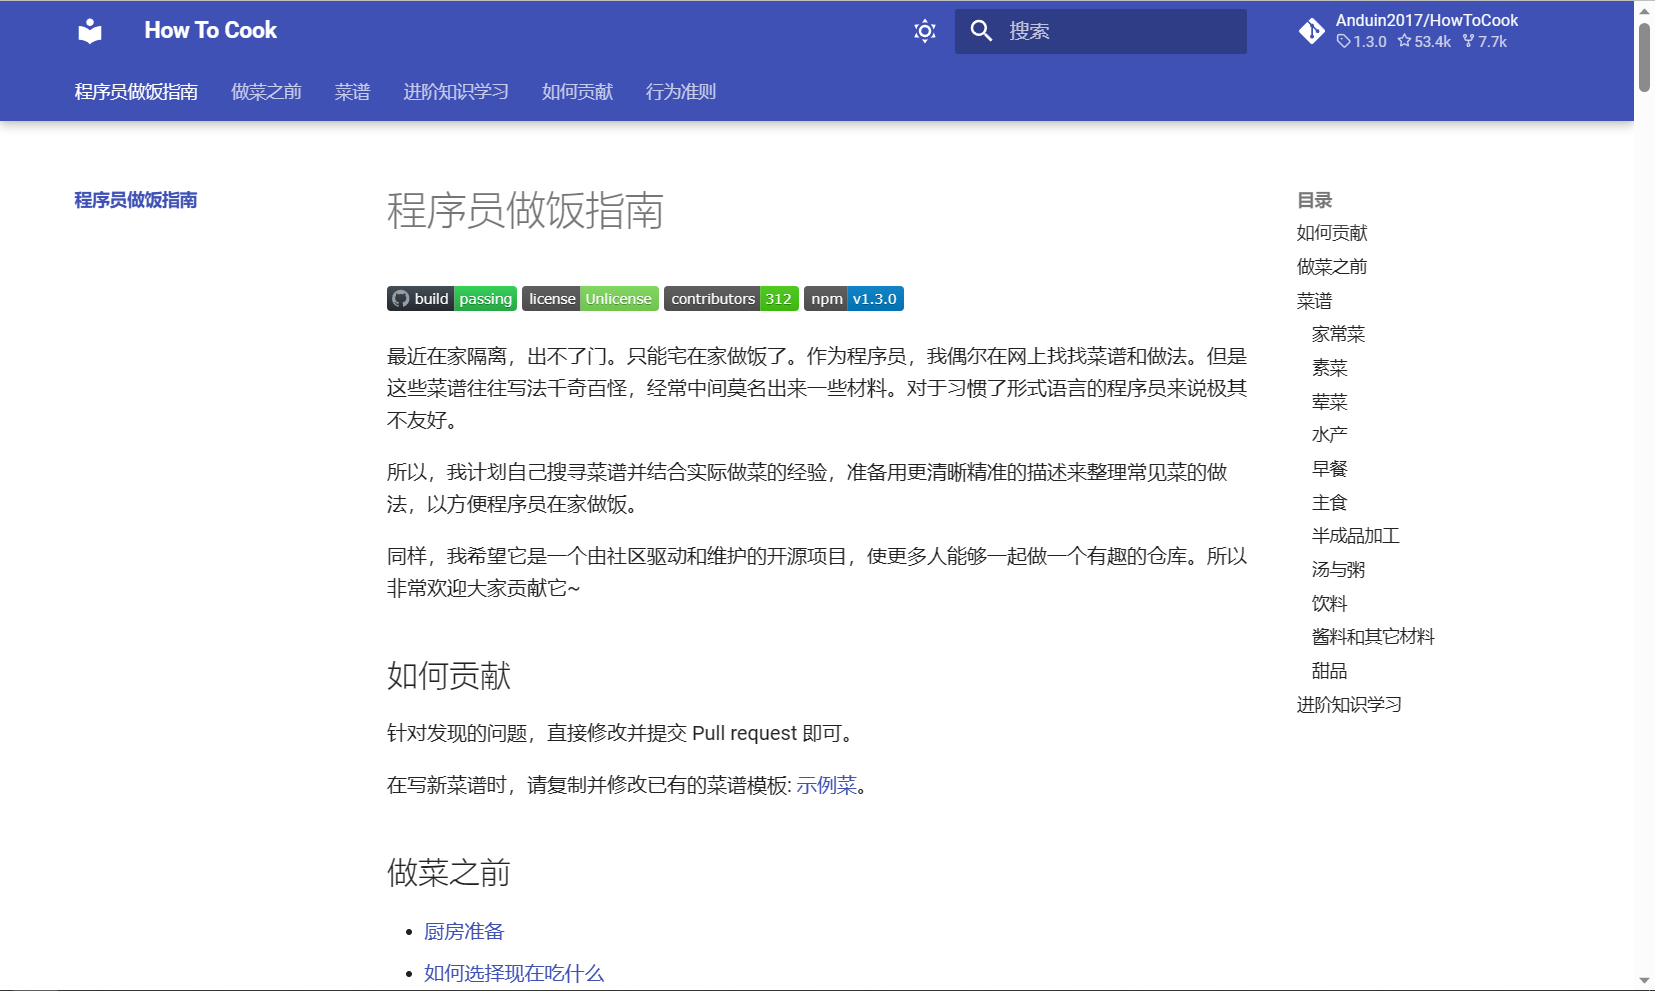 How To Cook
搜索
Anduin2017/HowToCook
1.3.0 53.4k 7.7k
程序员做饭指南 做菜之前 菜谱 进阶知识学习 如何贡献 行为准则
程序员做饭指南
程序员做饭指南
build passing license Unlicense contributors 312 npm v1.3.0
最近在家隔离，出不了门。只能宅在家做饭了。作为程序员，我偶尔在网上找找菜谱和做法。但是
这些菜谱往往写法千奇百怪，经常中间莫名出来一些材料。对于习惯了形式语言的程序员来说极其
不友好。
所以，我计划自己搜寻菜谱并结合实际做菜的经验，准备用更清晰精准的描述来整理常见菜的做
法，以方便程序员在家做饭。
同样，我希望它是一个由社区驱动和维护的开源项目，使更多人能够一起做一个有趣的仓库。所以
非常欢迎大家贡献它~
如何贡献
针对发现的问题，直接修改并提交 Pull request 即可。
在写新菜谱时，请复制并修改已有的菜谱模板: 示例菜。
做菜之前
• 厨房准备
• 如何选择现在吃什么
目录
如何贡献
做菜之前
菜谱
家常菜
素菜
荤菜
水产
早餐
主食
半成品加工
汤与粥
饮料
酱料和其它材料
甜品
进阶知识学习